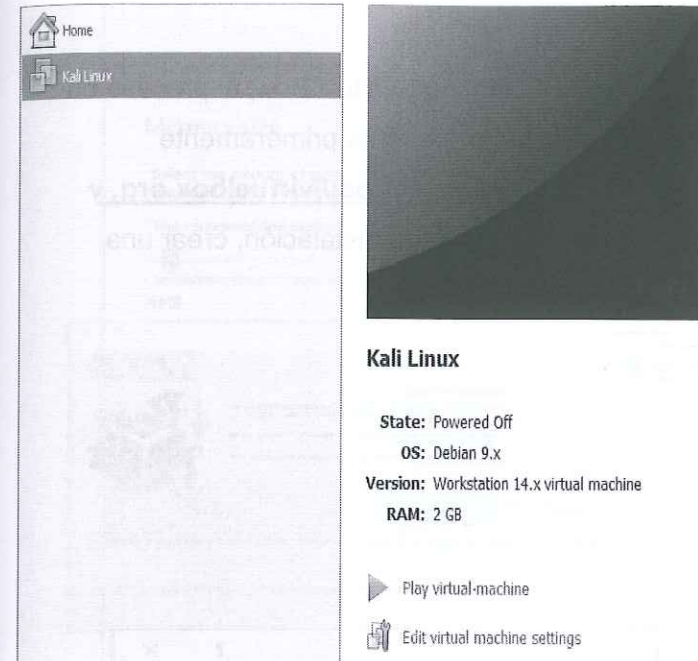 Home
Kali Linux
Kali Linux
State: Powered Off
OS: Debian 9.x
Version: Workstation 14.x virtual machine
RAM: 2 GB
Play virtual-machine
Edit virtual machine settings